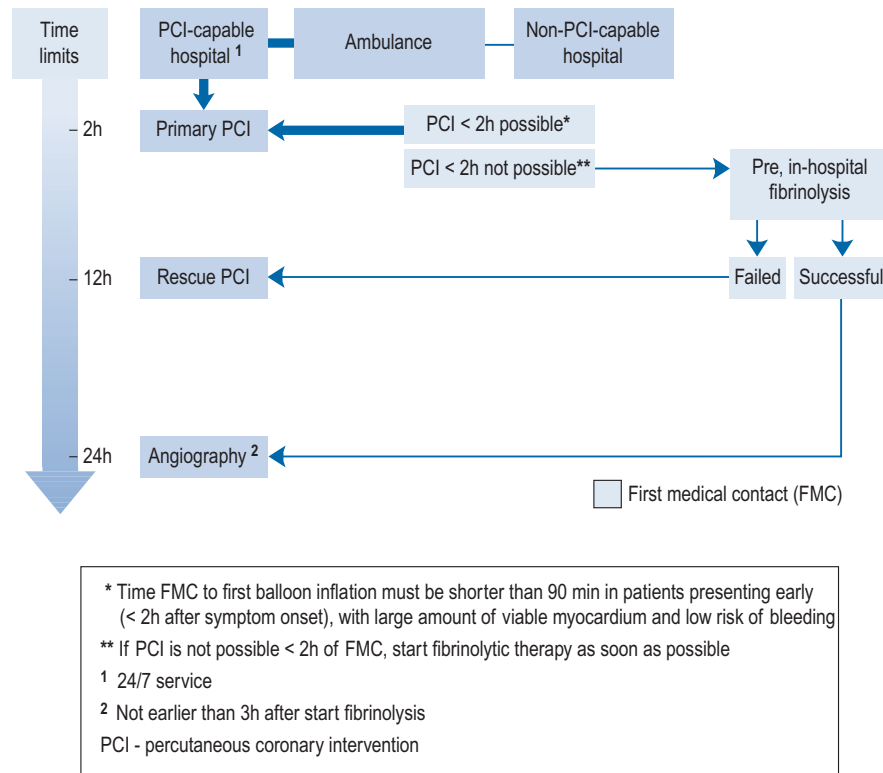 Time
limits
PCI-capable
hospital 1
Ambulance
Non-PCI-capable
hospital
2h
Primary PCI
PCI < 2h possible*
PCI < 2h not possible**
Pre, in-hospital
fibrinolysis
12h
Rescue PCI
Failed
Successful
24h
Angiography 2
First medical contact (FMC)
* Time FMC to first balloon inflation must be shorter than 90 min in patients presenting early
(< 2h after symptom onset), with large amount of viable myocardium and low risk of bleeding
** If PCI is not possible < 2h of FMC, start fibrinolytic therapy as soon as possible
1 24/7 service
2 Not earlier than 3h after start fibrinolysis
PCI - percutaneous coronary intervention